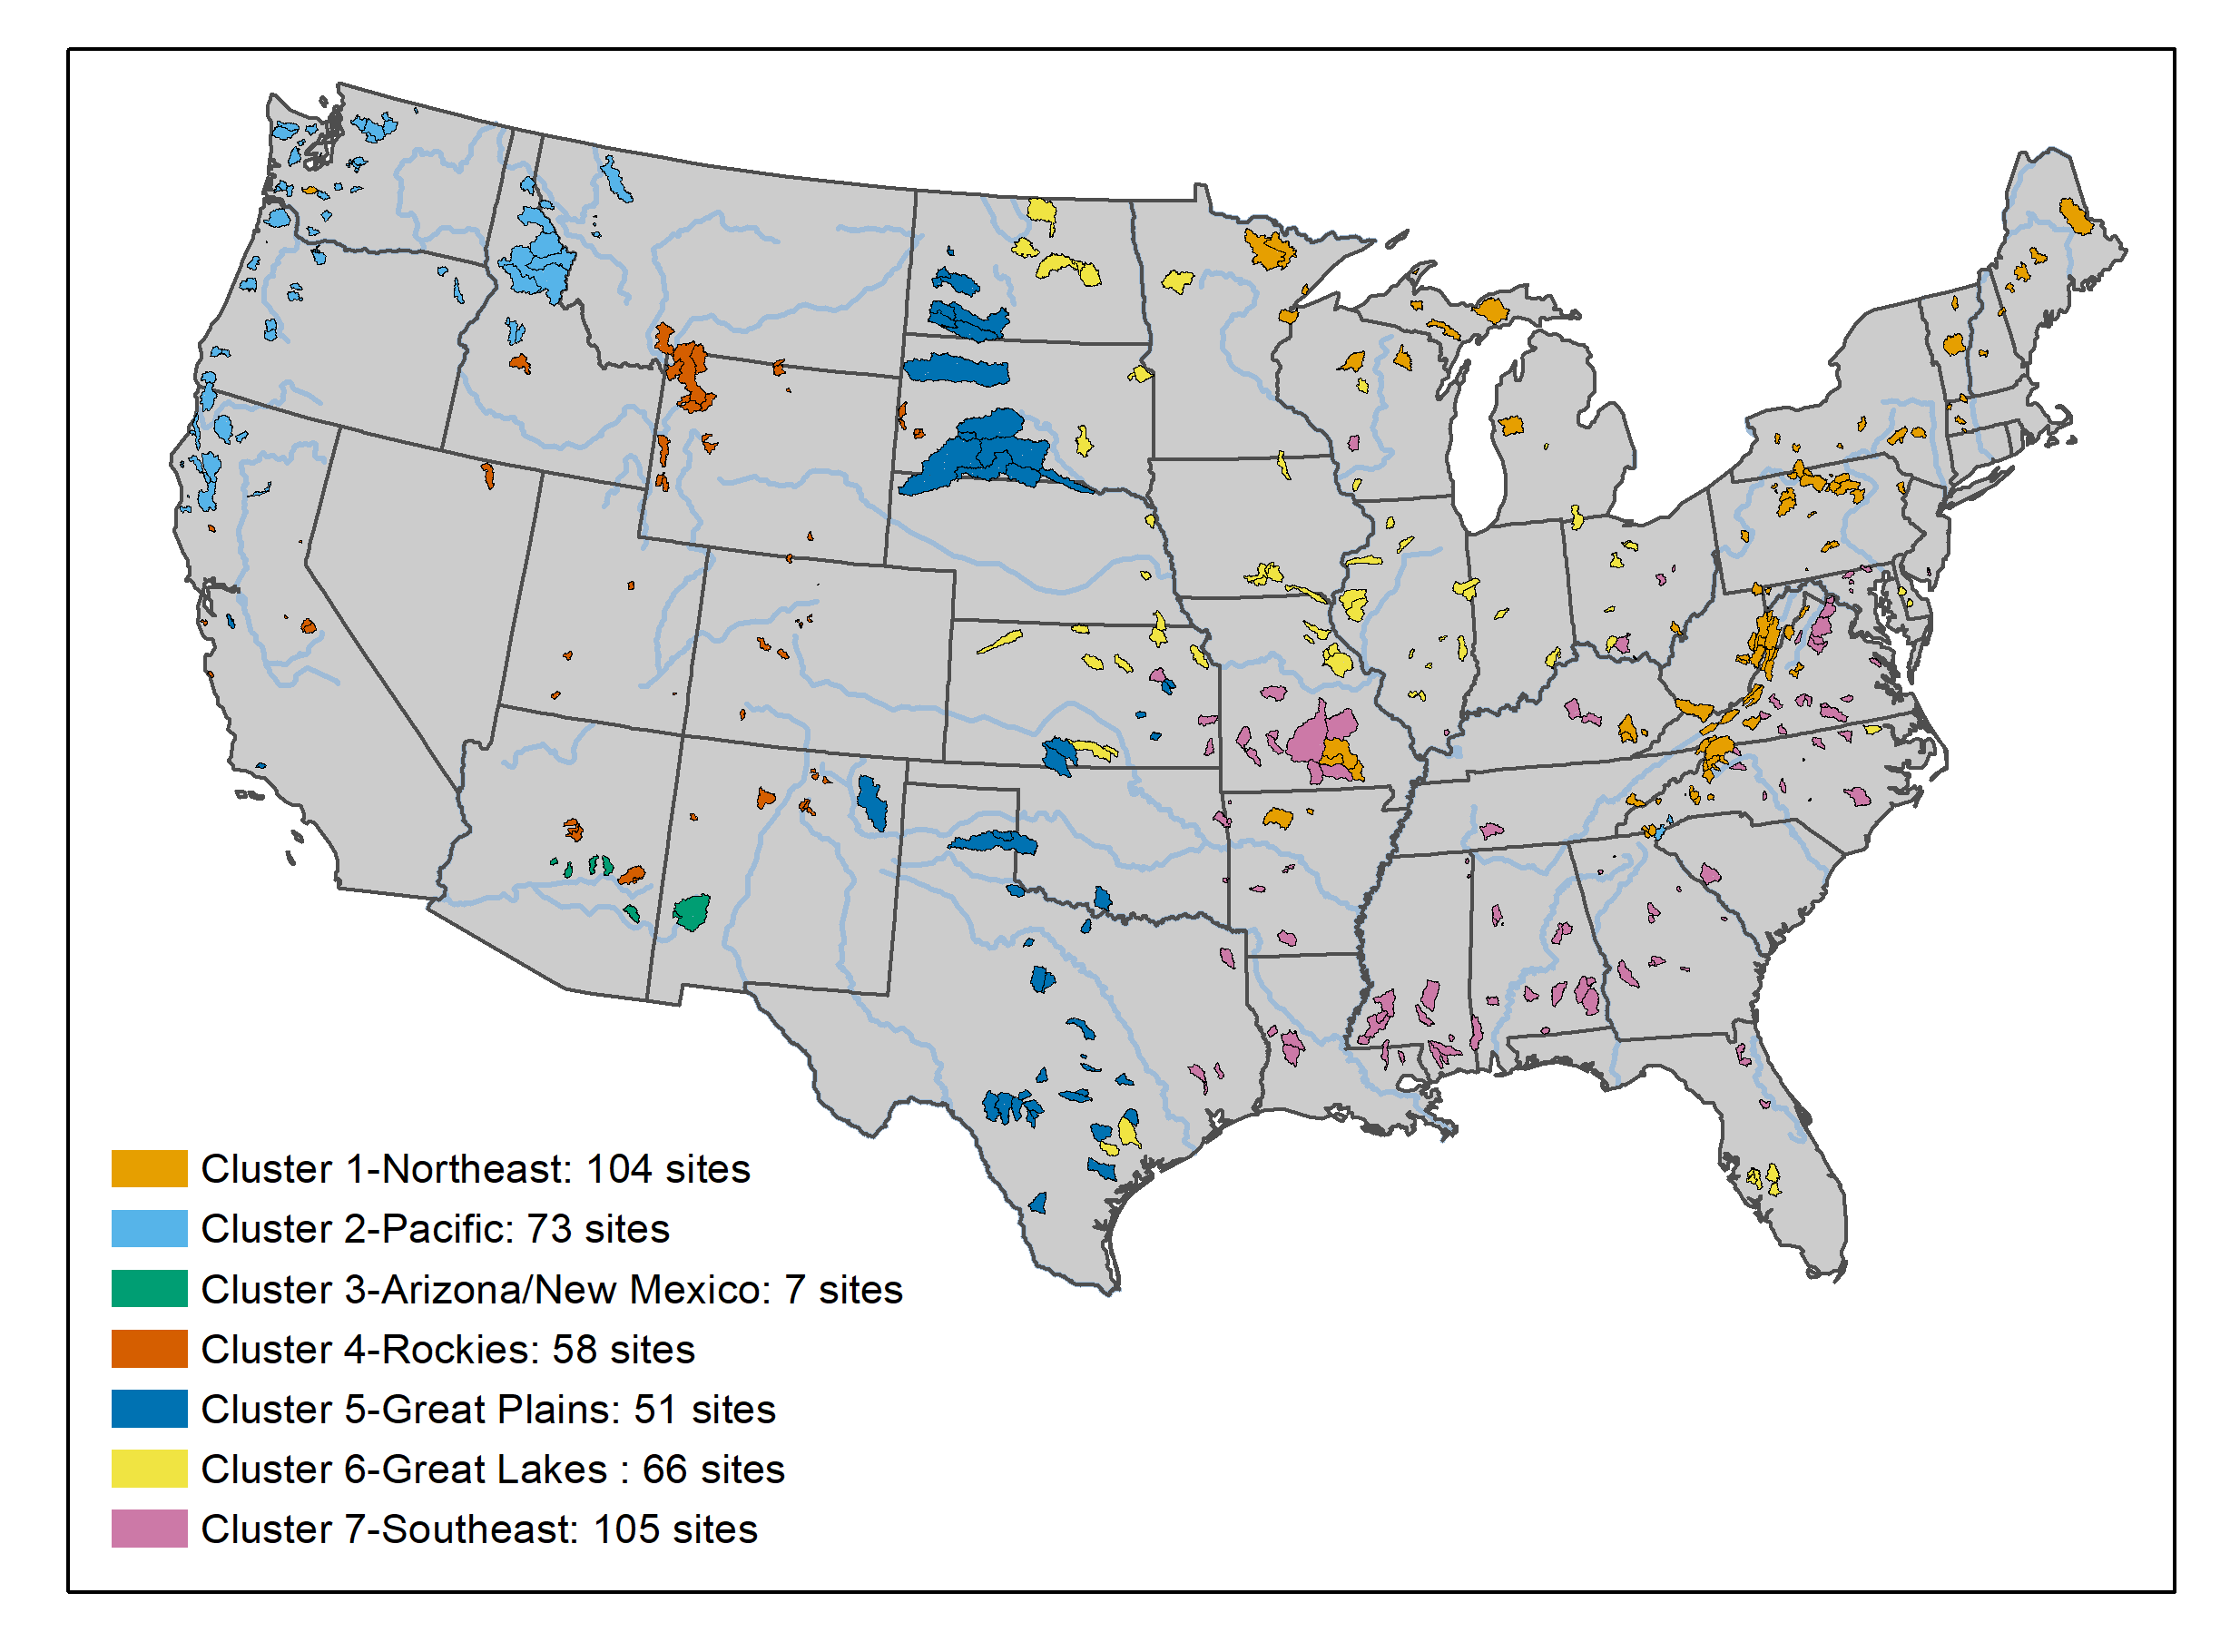 Cluster 1-Northeast: 104 sites
Cluster 2-Pacific: 73 sites
Cluster 3-Arizona/New Mexico: 7 sites
Cluster 4-Rockies: 58 sites
Cluster 5-Great Plains: 51 sites
Cluster 6-Great Lakes : 66 sites
Cluster 7-Southeast: 105 sites